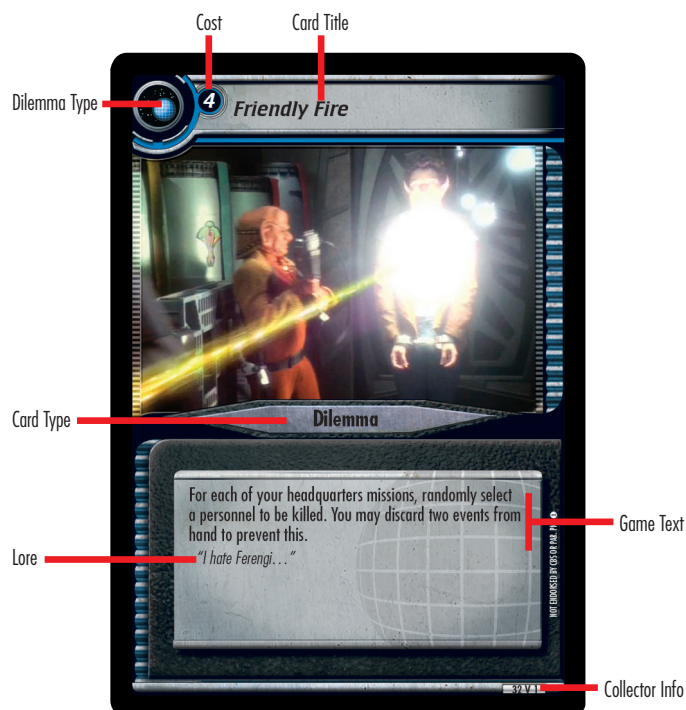 Cost
Card Title
Dilemma Type
4
Friendly Fire
Card Type
Dilemma
For each of your headquarters missions, randomly select
a personnel to be killed. You may discard two events from
hand to prevent this.
Game Text
Lore
“I hate Ferengi…”
NOT ENDORSED BY CBS OR PAR. PIC
32 V 1
Collector Info